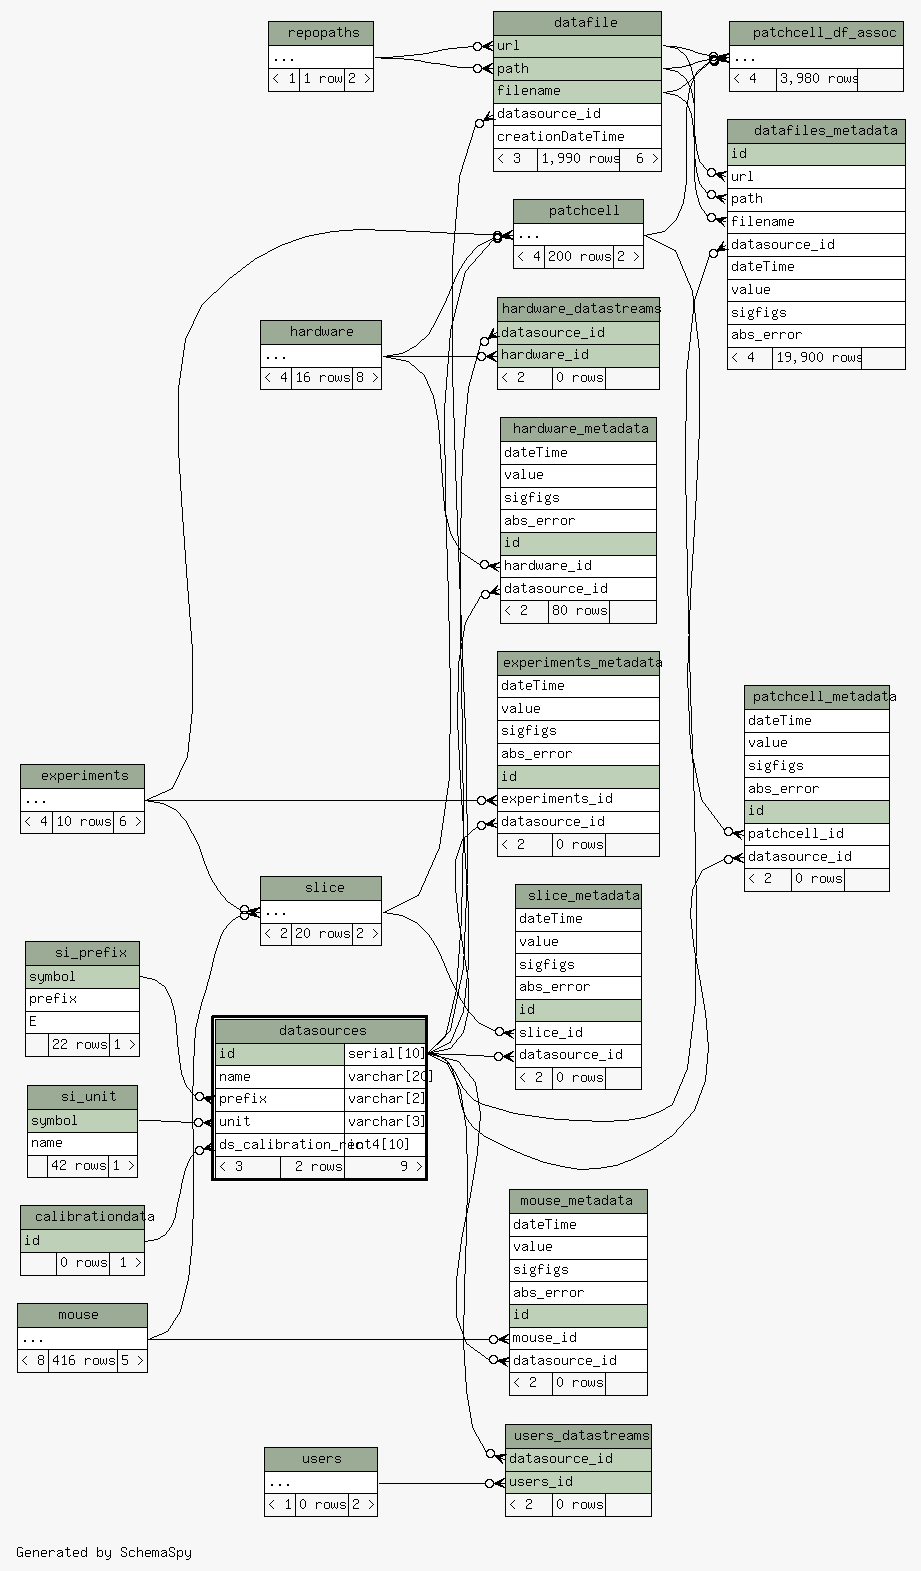 repopaths
...
< 1 1 row 2 >
datafile
url
path
filename
datasource_id
creationDateTime
< 3 1,990 rows 6 >
patchcell_df_assoc
...
< 4 3,980 rows
datafiles_metadata
id
url
path
filename
datasource_id
dateTime
value
sigfigs
abs_error
< 4 19,900 rows
patchcell
...
< 4 200 rows 2 >
hardware
...
< 4 16 rows 8 >
hardware_datastreams
datasource_id
hardware_id
< 2 0 rows
hardware_metadata
dateTime
value
sigfigs
abs_error
id
hardware_id
datasource_id
< 2 80 rows
experiments_metadata
dateTime
value
sigfigs
abs_error
id
experiments_id
datasource_id
< 2 0 rows
patchcell_metadata
dateTime
value
sigfigs
abs_error
id
patchcell_id
datasource_id
< 2 0 rows
experiments
...
< 4 10 rows 6 >
slice
...
< 2 20 rows 2 >
slice_metadata
dateTime
value
sigfigs
abs_error
id
slice_id
datasource_id
< 2 0 rows
si_prefix
symbol
prefix
E
22 rows 1 >
datasources
id serial[10]
name varchar[20]
prefix varchar[2]
unit varchar[3]
< 3 2 rows 9 >
si_unit
symbol
name
42 rows 1 >
calibrationdata
id
0 rows 1 >
mouse
...
< 8 416 rows 5 >
mouse_metadata
dateTime
value
sigfigs
abs_error
id
mouse_id
datasource_id
< 2 0 rows
users
...
< 1 0 rows 2 >
users_datastreams
datasource_id
users_id
< 2 0 rows
Generated by SchemaSpy